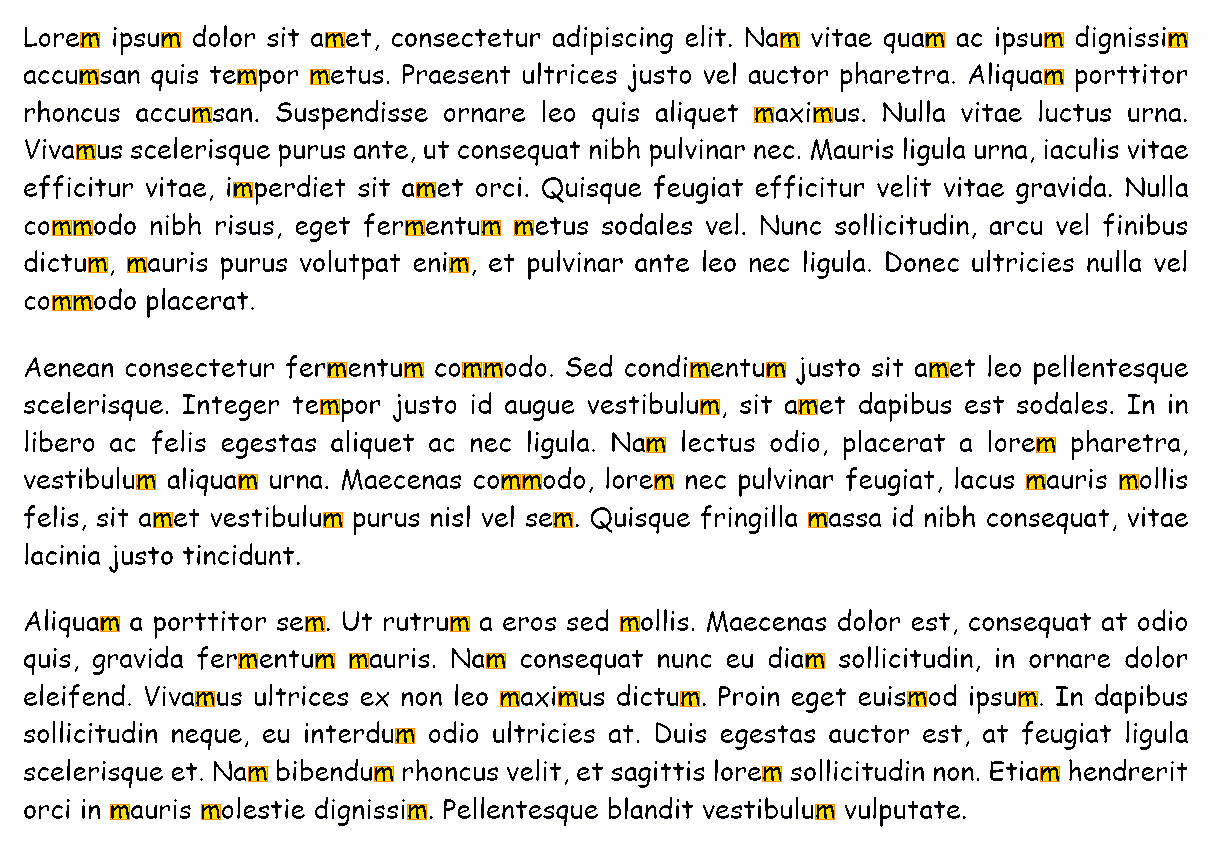 Lorem ipsum dolor sit amet, consectetur adipiscing elit. Nam vitae quam ac ipsum dignissim
accumsan quis tempor metus. Praesent ultrices justo vel auctor pharetra. Aliquam porttitor
rhoncus accumsan. Suspendisse ornare leo quis aliquet maximus. Nulla vitae luctus urna.
Vivamus scelerisque purus ante, ut consequat nibh pulvinar nec. Mauris ligula urna, iaculis vitae
efficitur vitae, imperdiet sit amet orci. Quisque feugiat efficitur velit vitae gravida. Nulla
commodo nibh risus, eget fermentum metus sodales vel. Nunc sollicitudin, arcu vel finibus
dictum, mauris purus volutpat enim, et pulvinar ante leo nec ligula. Donec ultricies nulla vel
commodo placerat.
Aenean consectetur fermentum commodo. Sed condimentum justo sit amet leo pellentesque
scelerisque. Integer tempor justo id augue vestibulum, sit amet dapibus est sodales. In in
libero ac felis egestas aliquet ac nec ligula. Nam lectus odio, placerat a lorem pharetra,
vestibulum aliquam urna. Maecenas commodo, lorem nec pulvinar feugiat, lacus mauris mollis
felis, sit amet vestibulum purus nisl vel sem. Quisque fringilla massa id nibh consequat, vitae
lacinia justo tincidunt.
Aliquam a porttitor sem. Ut rutrum a eros sed mollis. Maecenas dolor est, consequat at odio
quis, gravida fermentum mauris. Nam consequat nunc eu diam sollicitudin, in ornare dolor
eleifend. Vivamus ultrices ex non leo maximus dictum. Proin eget euismod ipsum. In dapibus
sollicitudin neque, eu interdum odio ultricies at. Duis egestas auctor est, at feugiat ligula
scelerisque et. Nam bibendum rhoncus velit, et sagittis lorem sollicitudin non. Etiam hendrerit
orci in mauris molestie dignissim. Pellentesque blandit vestibulum vulputate.